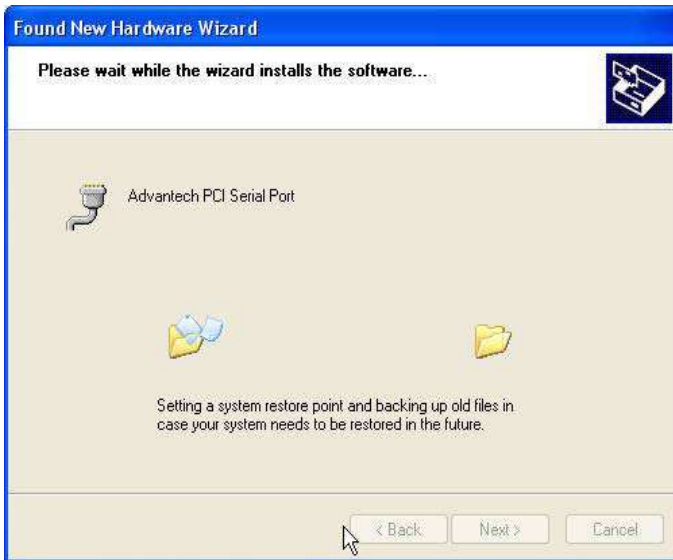 Found New Hardware Wizard
Please wait while the wizard installs the software...
Advantech PCI Serial Port
Setting a system restore point and backing up old files in
case your system needs to be restored in the future.
< Back Next > Cancel